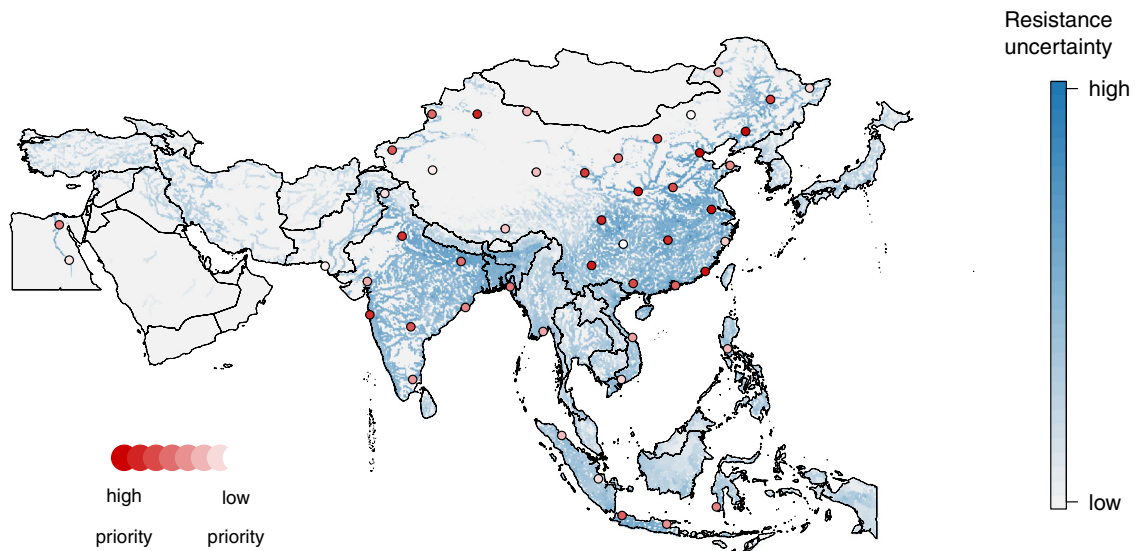 Resistance
uncertainty
high
low
high
low
priority
priority